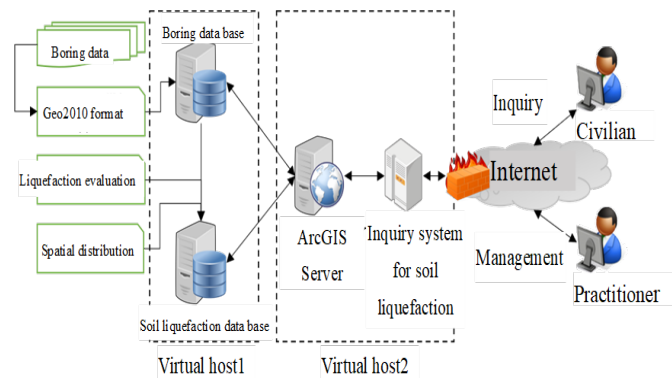 Boring data
Geo2010 format
Liquefaction evaluation
Spatial distribution
Boring data base
Soil liquefaction data base
Virtual host1
ArcGIS
Server
Inquiry system
for soil
liquefaction
Virtual host2
Internet
Inquiry
Civilian
Management
Practitioner